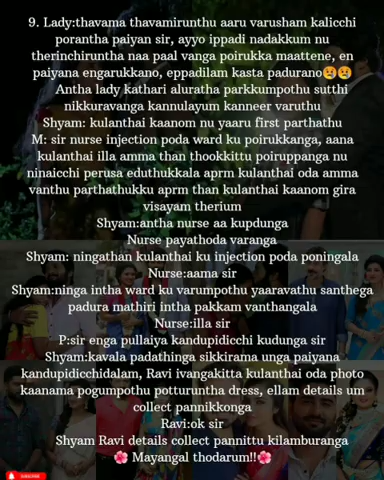 9. Lady:thavama thavamirunthu aaru varusham kalicchi
porantha paiyan sir, ayyo ippadi nadakkum nu
therinchiruntha naa paal vanga poirukka maattene, en
paiyana engarukkano, eppadilam kasta padurano😢😢
Antha lady kathari aluratha parkkumpothu sutthi
nikkuravanga kannulayum kanneer varuthu
Shyam: kulanthai kaanom nu yaaru first parthathu
M: sir nurse injection poda ward ku poirukkanga, aana
kulanthai illa amma than thookkittu poiruppanga nu
ninaicchi perusa eduthukkala aprm kulanthai oda amma
vanthu parthathukku aprm than kulanthai kaanom gira
visayam therium
Shyam:antha nurse aa kupdunga
Nurse payathoda varanga
Shyam: ningathan kulanthai ku injection poda poningala
Nurse:aama sir
Shyam:ninga intha ward ku varumpothu yaaravathu santhega
padura mathiri intha pakkam vanthangala
Nurse:illa sir
P:sir enga pullaiya kandupidicchi kudunga sir
Shyam:kavala padathinga sikkirama unga paiyana
kandupidicchidalam, Ravi ivangakitta kulanthai oda photo
kaanama pogumpothu potturuntha dress, ellam details um
collect pannikkonga
Ravi:ok sir
Shyam Ravi details collect pannittu kilamburanga
🌺 Mayangal thodarum!!🌺
SUBSCRIBE